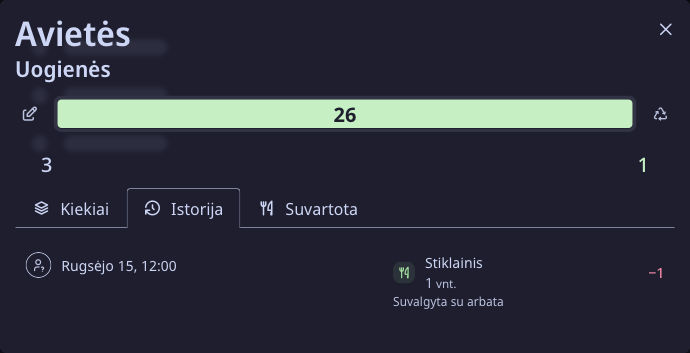 Avietės
Uogienės
26
3
1
Kiekiai
Istorija
Suvartota
Rugsėjo 15, 12:00
Stiklainis
−1
1 vnt.
Suvalgyta su arbata